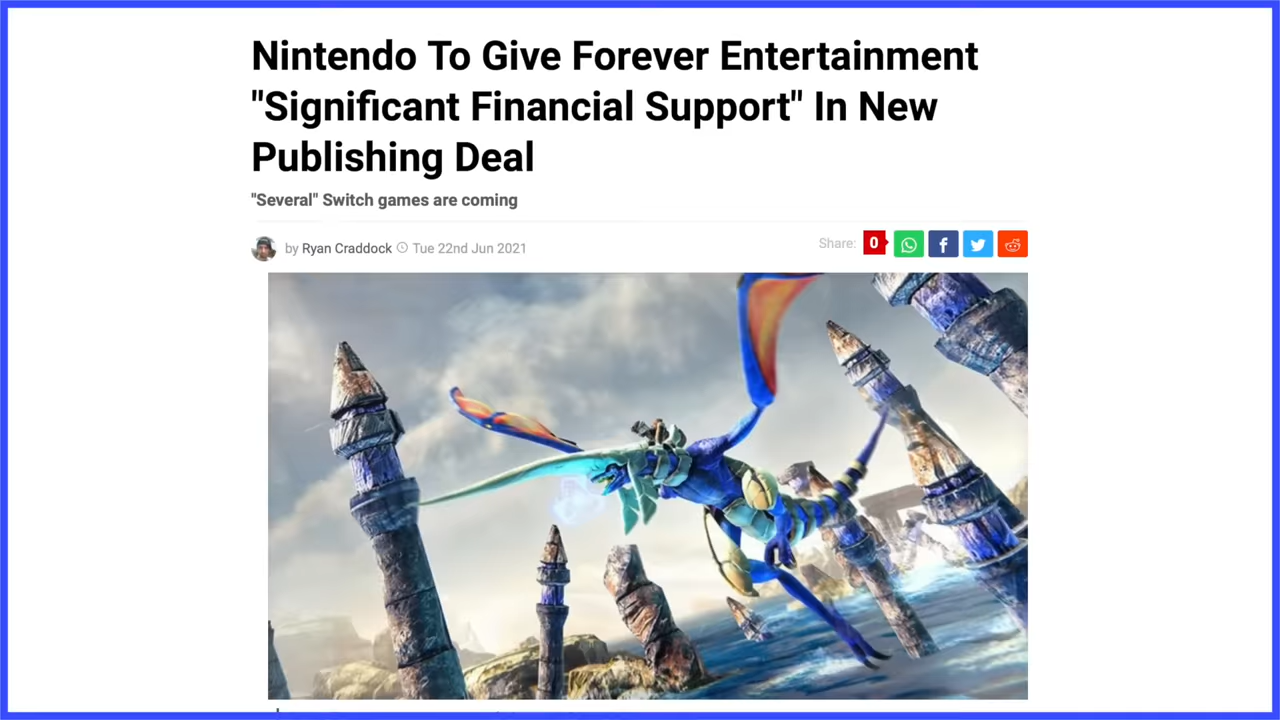 Nintendo To Give Forever Entertainment
"Significant Financial Support" In New
Publishing Deal
"Several" Switch games are coming
by Ryan Craddock Tue 22nd Jun 2021
Share: 0